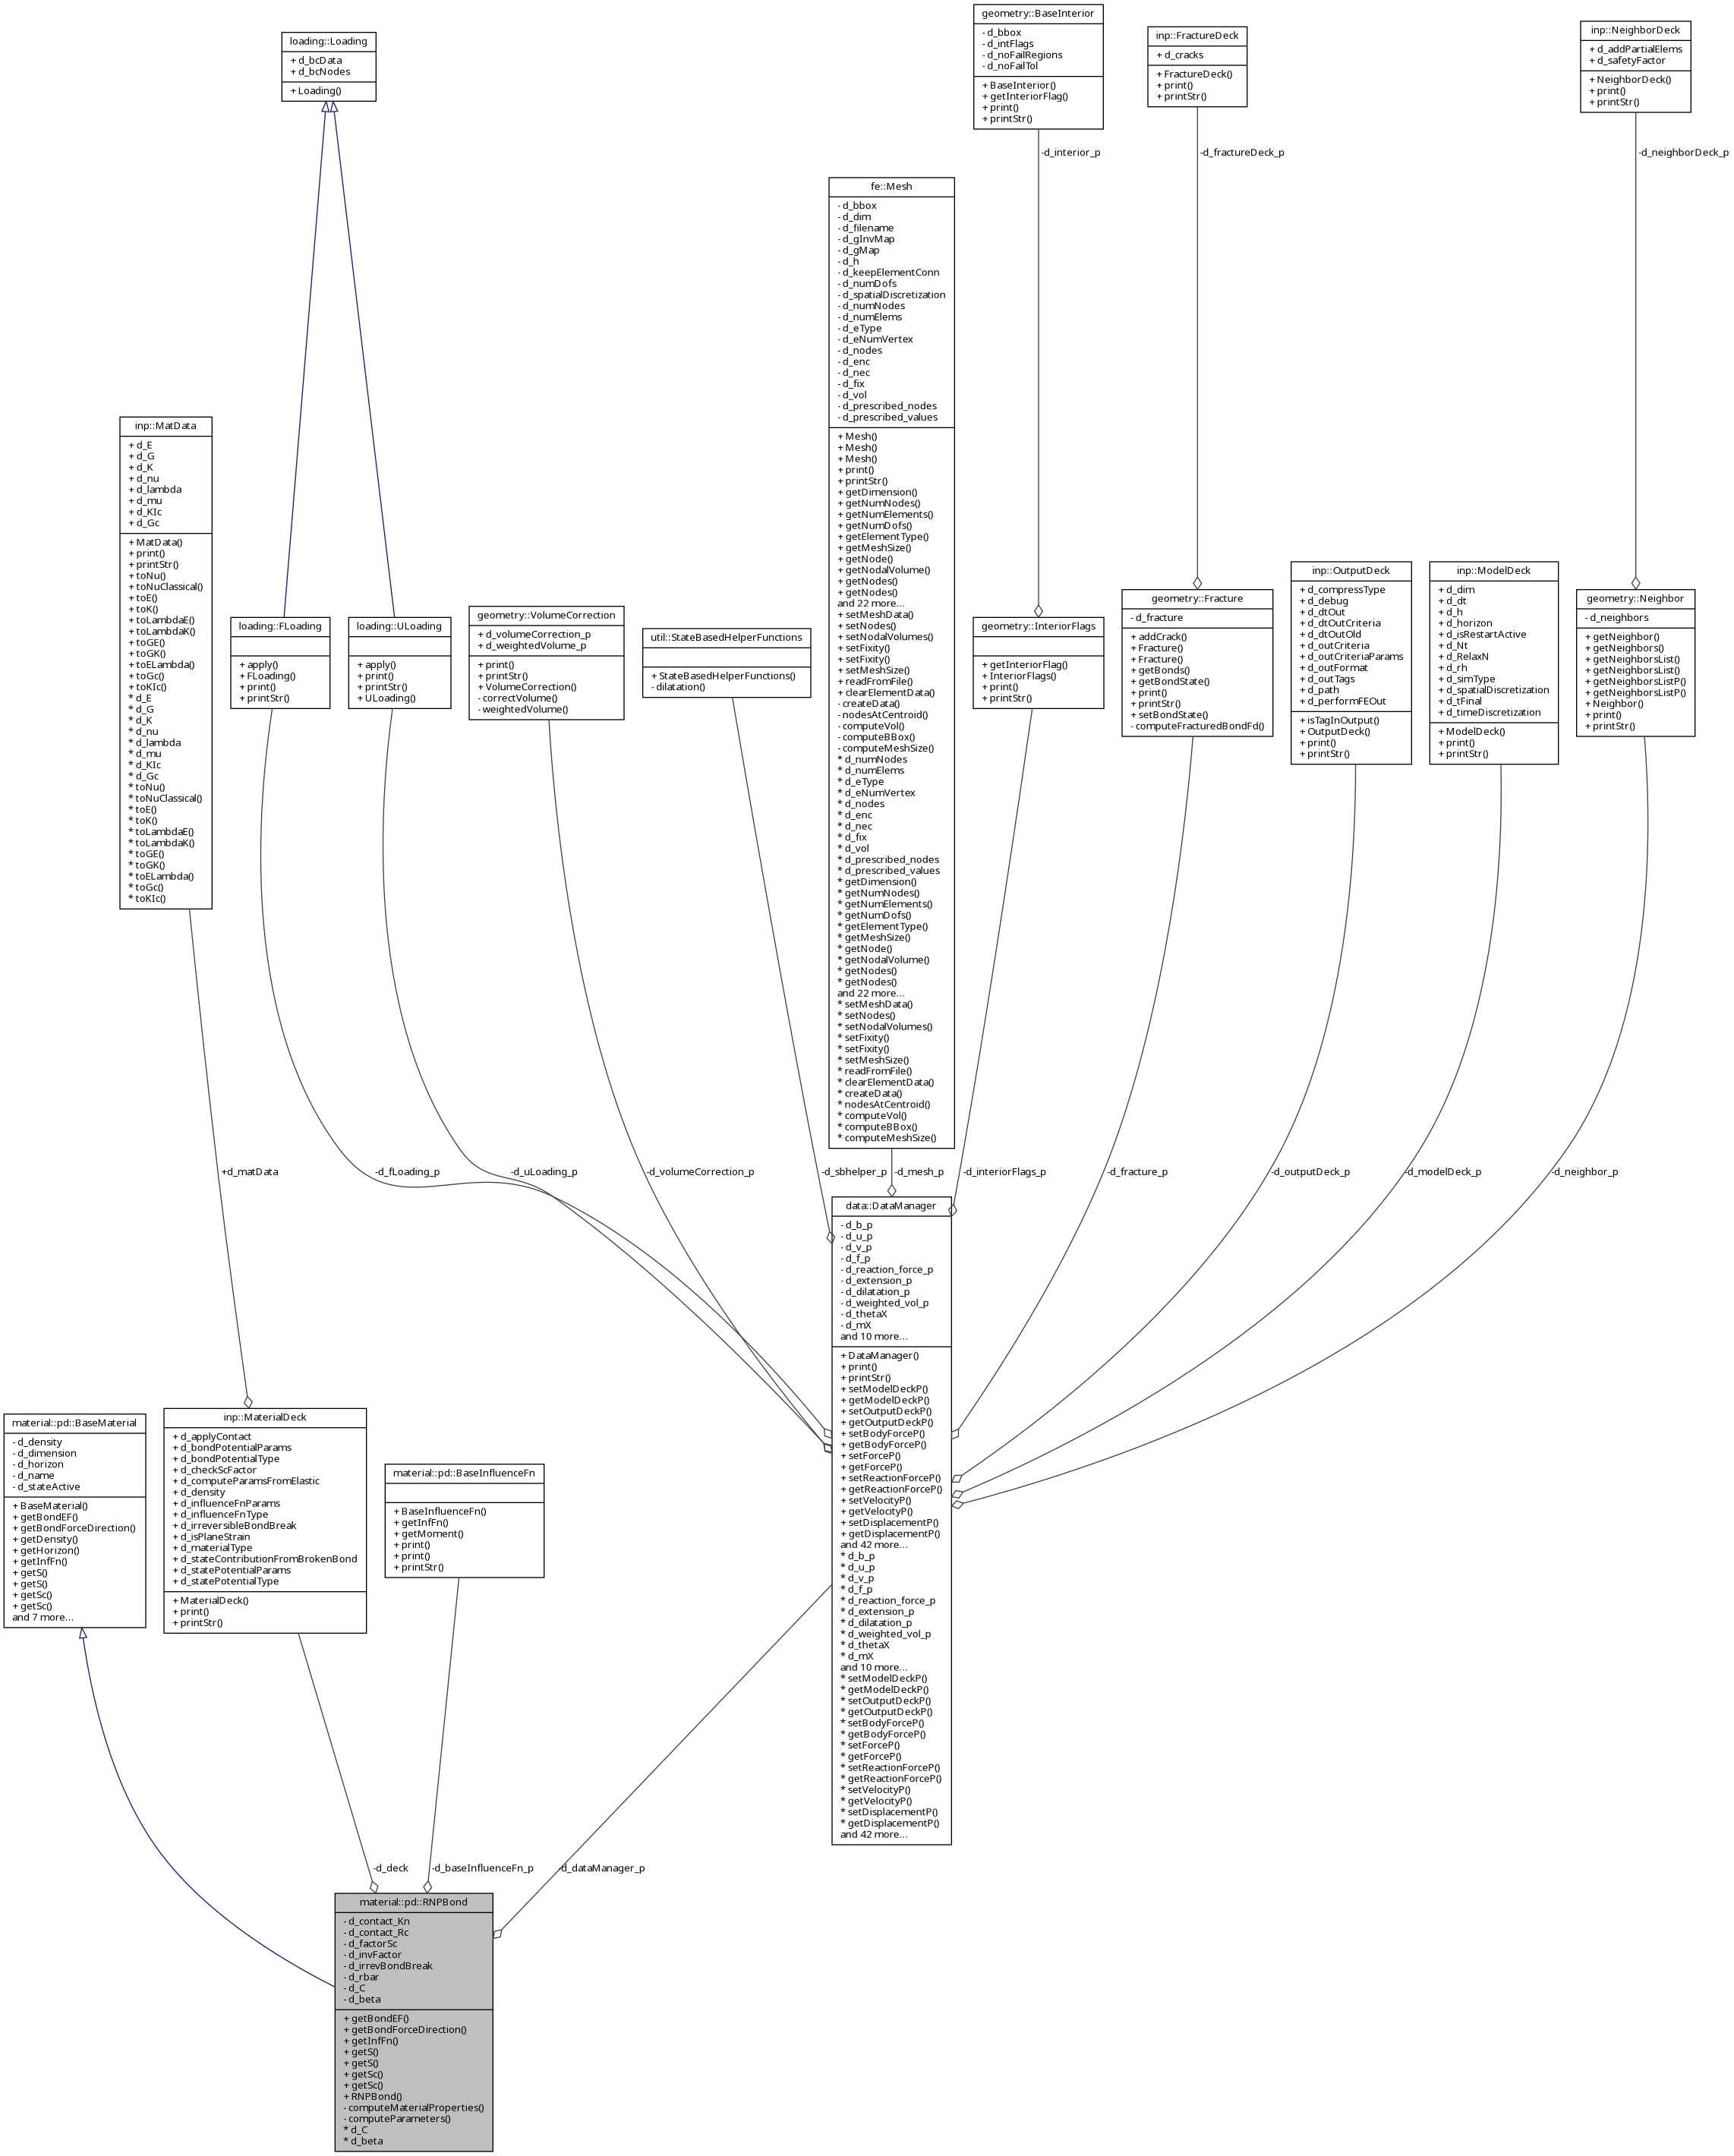 loading::Loading
+ d_bcData
+ d_bcNodes
+ Loading()
geometry::BaseInterior
- d_bbox
- d_intFlags
- d_noFailRegions
- d_noFailTol
+ BaseInterior()
+ getInteriorFlag()
+ print()
+ printStr()
inp::FractureDeck
+ d_cracks
+ FractureDeck()
+ print()
+ printStr()
inp::NeighborDeck
+ d_addPartialElems
+ d_safetyFactor
+ NeighborDeck()
+ print()
+ printStr()
-d_interior_p
-d_fractureDeck_p
-d_neighborDeck_p
fe::Mesh
- d_bbox
- d_dim
- d_filename
- d_gInvMap
- d_gMap
- d_h
- d_keepElementConn
- d_numDofs
- d_spatialDiscretization
- d_numNodes
- d_numElems
- d_eType
- d_eNumVertex
- d_nodes
- d_enc
- d_nec
- d_fix
- d_vol
- d_prescribed_nodes
- d_prescribed_values
+ Mesh()
+ Mesh()
+ Mesh()
+ print()
+ printStr()
+ getDimension()
+ getNumNodes()
+ getNumElements()
+ getNumDofs()
+ getElementType()
+ getMeshSize()
+ getNode()
+ getNodalVolume()
+ getNodes()
+ getNodes()
and 22 more...
+ setMeshData()
+ setNodes()
+ setNodalVolumes()
+ setFixity()
+ setFixity()
+ setMeshSize()
+ readFromFile()
+ clearElementData()
- createData()
- nodesAtCentroid()
- computeVol()
- computeBBox()
- computeMeshSize()
* d_numNodes
* d_numElems
* d_eType
* d_eNumVertex
* d_nodes
* d_enc
* d_nec
* d_fix
* d_vol
* d_prescribed_nodes
* d_prescribed_values
* getDimension()
* getNumNodes()
* getNumElements()
* getNumDofs()
* getElementType()
* getMeshSize()
* getNode()
* getNodalVolume()
* getNodes()
* getNodes()
and 22 more...
* setMeshData()
* setNodes()
* setNodalVolumes()
* setFixity()
* setFixity()
* setMeshSize()
* readFromFile()
* clearElementData()
* createData()
* nodesAtCentroid()
* computeVol()
* computeBBox()
* computeMeshSize()
inp::MatData
+ d_E
+ d_G
+ d_K
+ d_nu
+ d_lambda
+ d_mu
+ d_KIc
+ d_Gc
+ MatData()
+ print()
+ printStr()
+ toNu()
+ toNuClassical()
+ toE()
+ toK()
+ toLambdaE()
+ toLambdaK()
+ toGE()
+ toGK()
+ toELambda()
+ toGc()
+ toKIc()
* d_E
* d_G
* d_K
* d_nu
* d_lambda
* d_mu
* d_KIc
* d_Gc
* toNu()
* toNuClassical()
* toE()
* toK()
* toLambdaE()
* toLambdaK()
* toGE()
* toGK()
* toELambda()
* toGc()
* toKIc()
loading::FLoading
+ apply()
+ FLoading()
+ print()
+ printStr()
loading::ULoading
+ apply()
+ print()
+ printStr()
+ ULoading()
geometry::VolumeCorrection
+ d_volumeCorrection_p
+ d_weightedVolume_p
+ print()
+ printStr()
+ VolumeCorrection()
- correctVolume()
- weightedVolume()
util::StateBasedHelperFunctions
+ StateBasedHelperFunctions()
- dilatation()
geometry::InteriorFlags
+ getInteriorFlag()
+ InteriorFlags()
+ print()
+ printStr()
geometry::Fracture
- d_fracture
+ addCrack()
+ Fracture()
+ Fracture()
+ getBonds()
+ getBondState()
+ print()
+ printStr()
+ setBondState()
- computeFracturedBondFd()
inp::OutputDeck
+ d_compressType
+ d_debug
+ d_dtOut
+ d_dtOutCriteria
+ d_dtOutOld
+ d_outCriteria
+ d_outCriteriaParams
+ d_outFormat
+ d_outTags
+ d_path
+ d_performFEOut
+ isTagInOutput()
+ OutputDeck()
+ print()
+ printStr()
inp::ModelDeck
+ d_dim
+ d_dt
+ d_h
+ d_horizon
+ d_isRestartActive
+ d_Nt
+ d_RelaxN
+ d_rh
+ d_simType
+ d_spatialDiscretization
+ d_tFinal
+ d_timeDiscretization
+ ModelDeck()
+ print()
+ printStr()
geometry::Neighbor
- d_neighbors
+ getNeighbor()
+ getNeighbors()
+ getNeighborsList()
+ getNeighborsList()
+ getNeighborsListP()
+ getNeighborsListP()
+ Neighbor()
+ print()
+ printStr()
+d_matData
-d_fLoading_p
-d_uLoading_p
-d_volumeCorrection_p
-d_sbhelper_p
-d_mesh_p
-d_interiorFlags_p
-d_fracture_p
-d_outputDeck_p
-d_modelDeck_p
-d_neighbor_p
data::DataManager
- d_b_p
- d_u_p
- d_v_p
- d_f_p
- d_reaction_force_p
- d_extension_p
- d_dilatation_p
- d_weighted_vol_p
- d_thetaX
- d_mX
and 10 more...
+ DataManager()
+ print()
+ printStr()
+ setModelDeckP()
+ getModelDeckP()
+ setOutputDeckP()
+ getOutputDeckP()
+ setBodyForceP()
+ getBodyForceP()
+ setForceP()
+ getForceP()
+ setReactionForceP()
+ getReactionForceP()
+ setVelocityP()
+ getVelocityP()
+ setDisplacementP()
+ getDisplacementP()
and 42 more...
* d_b_p
* d_u_p
* d_v_p
* d_f_p
* d_reaction_force_p
* d_extension_p
* d_dilatation_p
* d_weighted_vol_p
* d_thetaX
* d_mX
and 10 more...
* setModelDeckP()
* getModelDeckP()
* setOutputDeckP()
* getOutputDeckP()
* setBodyForceP()
* getBodyForceP()
* setForceP()
* getForceP()
* setReactionForceP()
* getReactionForceP()
* setVelocityP()
* getVelocityP()
* setDisplacementP()
* getDisplacementP()
and 42 more...
material::pd::BaseMaterial
- d_density
- d_dimension
- d_horizon
- d_name
- d_stateActive
+ BaseMaterial()
+ getBondEF()
+ getBondForceDirection()
+ getDensity()
+ getHorizon()
+ getInfFn()
+ getS()
+ getS()
+ getSc()
+ getSc()
and 7 more...
inp::MaterialDeck
+ d_applyContact
+ d_bondPotentialParams
+ d_bondPotentialType
+ d_checkScFactor
+ d_computeParamsFromElastic
+ d_density
+ d_influenceFnParams
+ d_influenceFnType
+ d_irreversibleBondBreak
+ d_isPlaneStrain
+ d_materialType
+ d_stateContributionFromBrokenBond
+ d_statePotentialParams
+ d_statePotentialType
+ MaterialDeck()
+ print()
+ printStr()
material::pd::BaseInfluenceFn
+ BaseInfluenceFn()
+ getInfFn()
+ getMoment()
+ print()
+ print()
+ printStr()
-d_deck
-d_baseInfluenceFn_p
-d_dataManager_p
material::pd::RNPBond
- d_contact_Kn
- d_contact_Rc
- d_factorSc
- d_invFactor
- d_irrevBondBreak
- d_rbar
- d_C
- d_beta
+ getBondEF()
+ getBondForceDirection()
+ getInfFn()
+ getS()
+ getS()
+ getSc()
+ getSc()
+ RNPBond()
- computeMaterialProperties()
- computeParameters()
* d_C
* d_beta